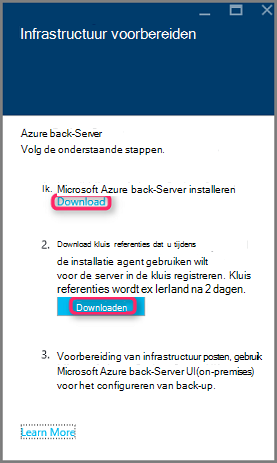 Infrastructuur voorbereiden
Azure back-Server
Volg de onderstaande stappen.
Ik. Microsoft Azure back-Server installeren
Download
2. Download kluis referenties dat u tijdens
de installatie agent gebruiken wilt
voor de server in de kluis registreren. Kluis
referenties wordt ex lerland na 2 dagen.
Downloaden
3. Voorbereiding van infrastructuur posten, gebruik
Microsoft Azure back-Server UI(on-premises)
voor het configureren van back-up.
Learn More